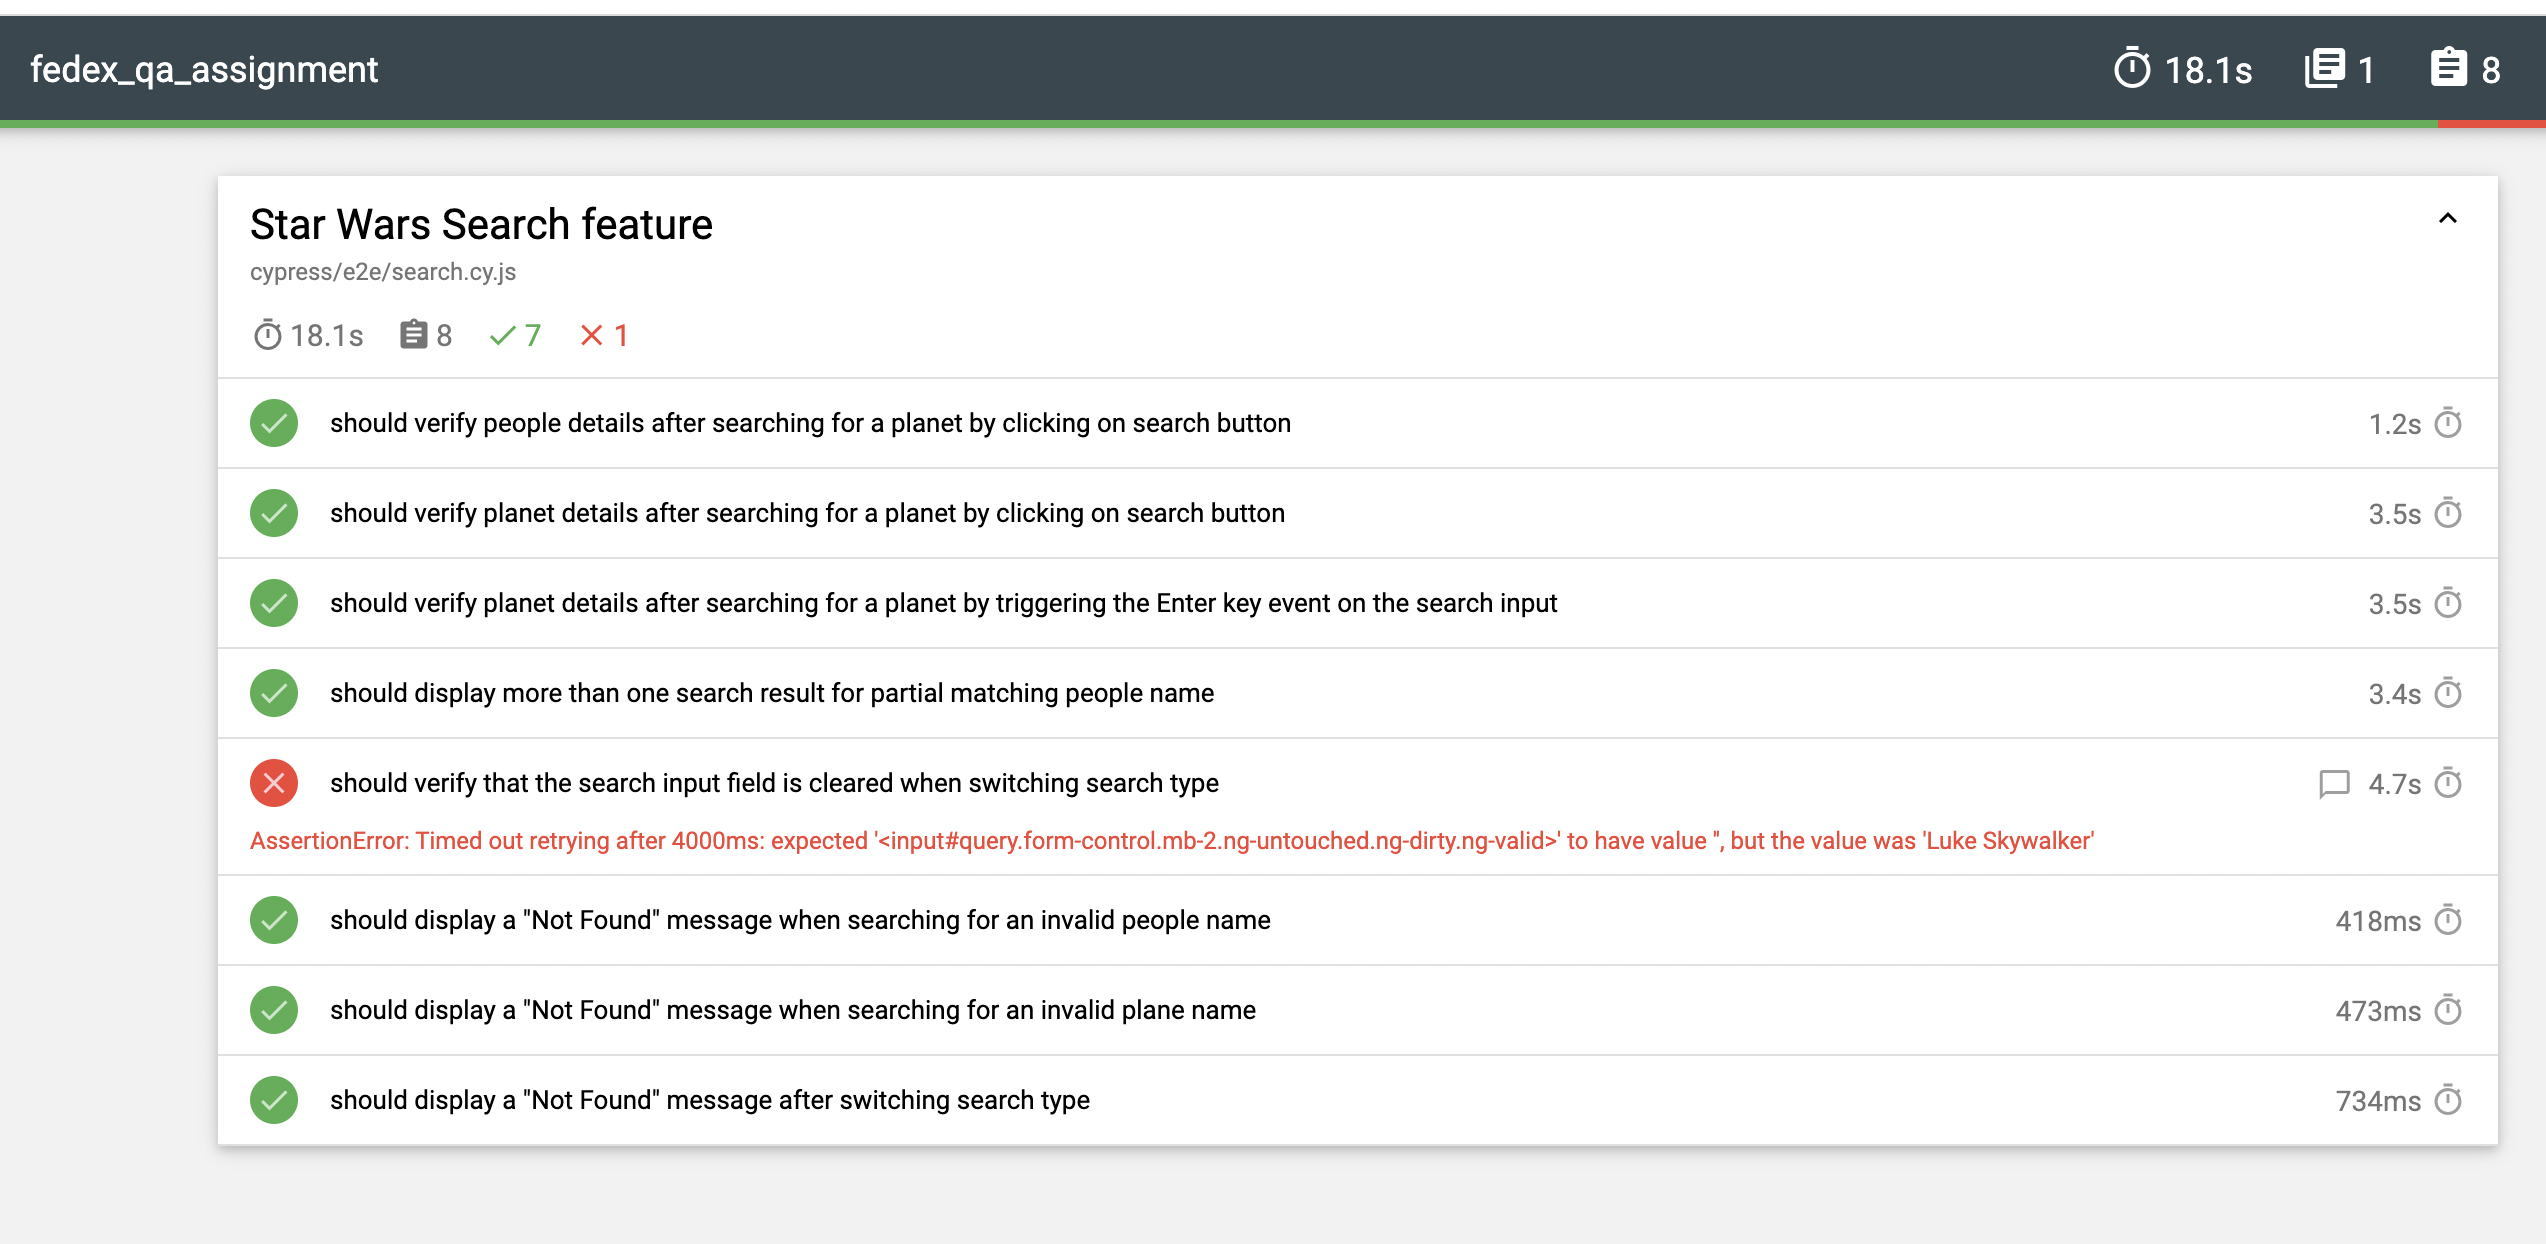 fedex_qa_assignment 18.1s 1 8
Star Wars Search feature
cypress/e2e/search.cy.js
18.1s 8 7 1
should verify people details after searching for a planet by clicking on search button 1.2s
should verify planet details after searching for a planet by clicking on search button 3.5s
should verify planet details after searching for a planet by triggering the Enter key event on the search input 3.5s
should display more than one search result for partial matching people name 3.4s
should verify that the search input field is cleared when switching search type 4.7s
AssertionError: Timed out retrying after 4000ms: expected '<input#query.form-control.mb-2.ng-untouched.ng-dirty.ng-valid>' to have value '', but the value was 'Luke Skywalker'
should display a "Not Found" message when searching for an invalid people name 418ms
should display a "Not Found" message when searching for an invalid plane name 473ms
should display a "Not Found" message after switching search type 734ms